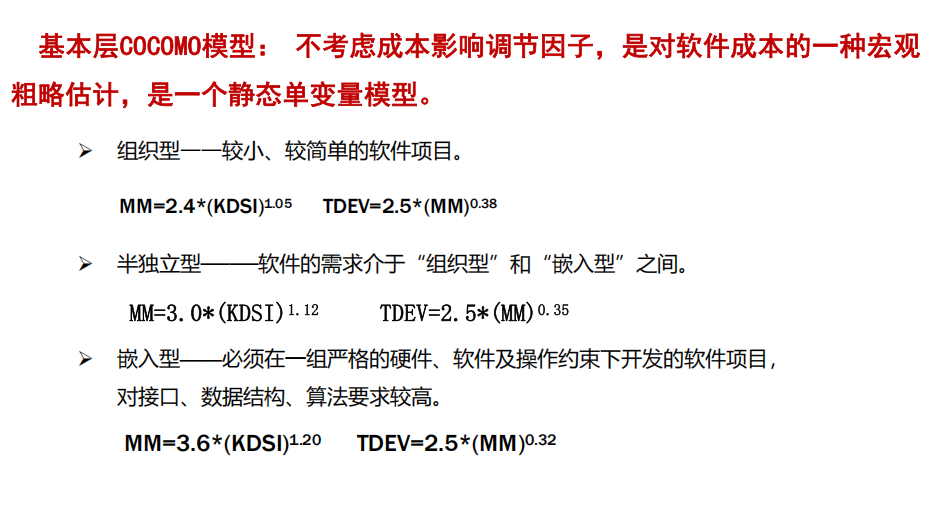 基本层COCOMO模型： 不考虑成本影响调节因子，是对软件成本的一种宏观
粗略估计，是一个静态单变量模型。
➢ 组织型——较小、较简单的软件项目。
MM=2.4*(KDSI)^1.05 TDEV=2.5*(MM)^0.38
➢ 半独立型———软件的需求介于“组织型”和“嵌入型”之间。
MM=3.0*(KDSI)^1.12 TDEV=2.5*(MM)^0.35
➢ 嵌入型——必须在一组严格的硬件、软件及操作约束下开发的软件项目，
对接口、数据结构、算法要求较高。
MM=3.6*(KDSI)^1.20 TDEV=2.5*(MM)^0.32